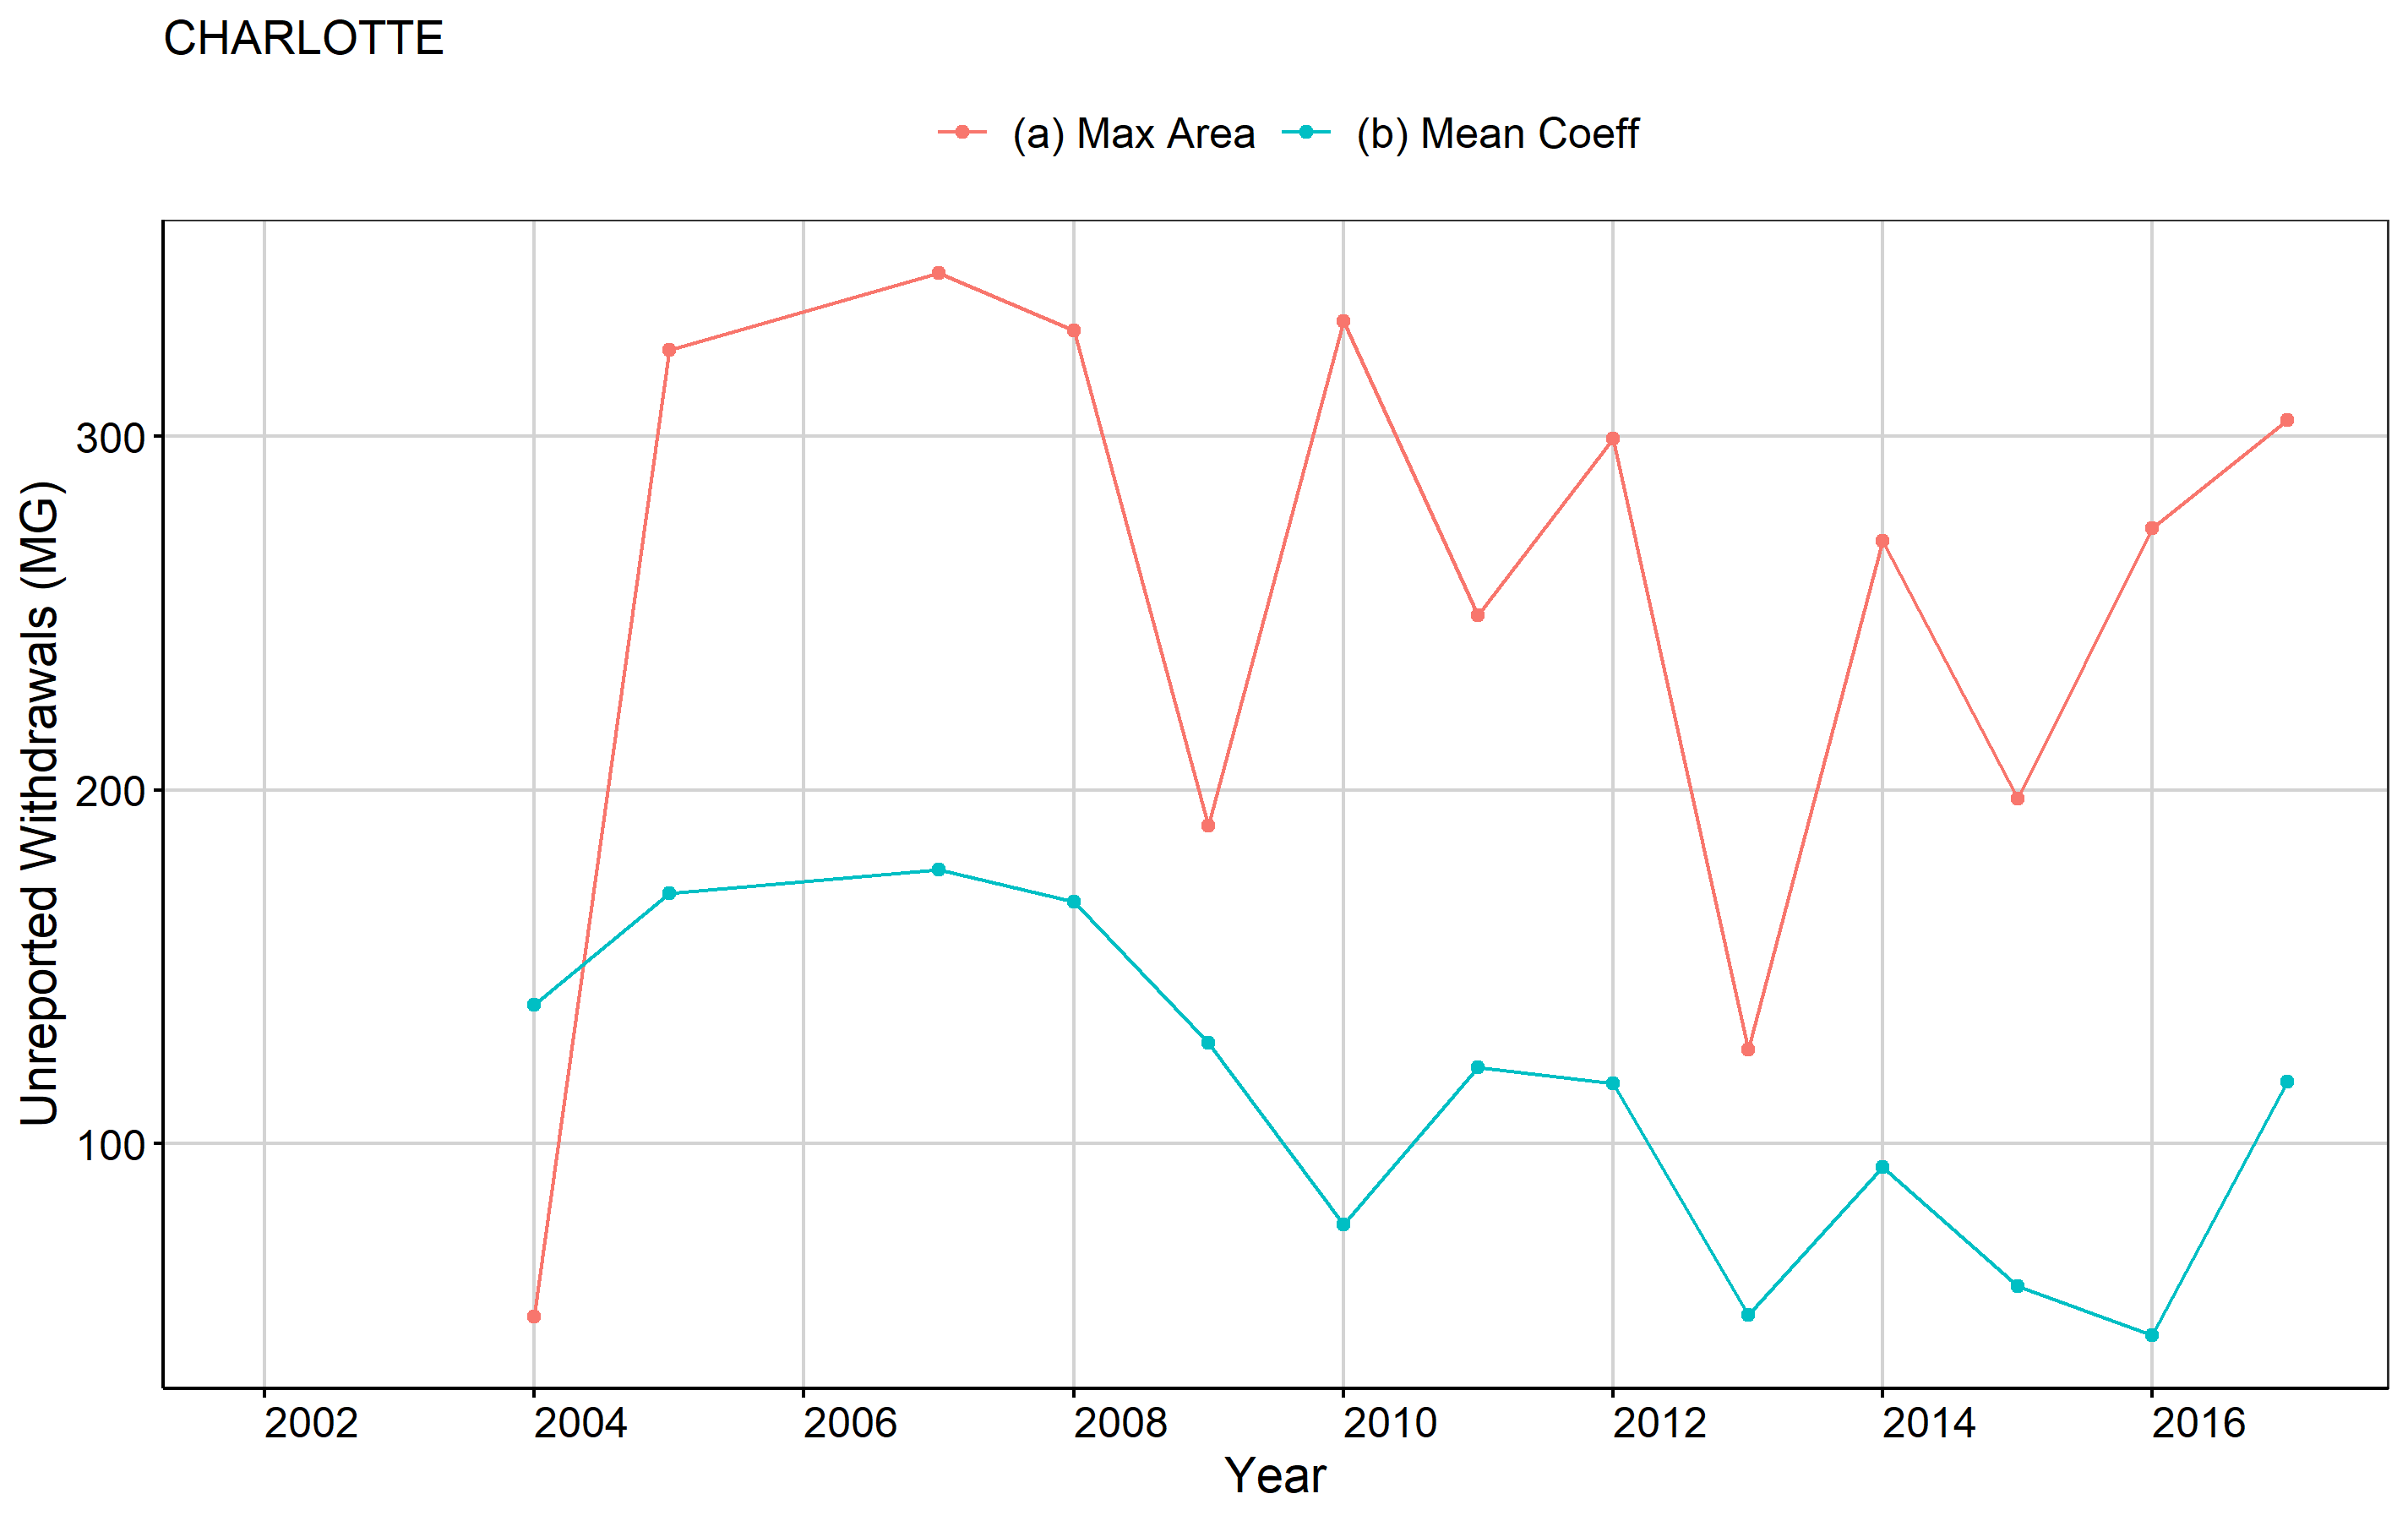 CHARLOTTE
(a) Max Area (b) Mean Coeff
Unreported Withdrawals (MG)
300
200
100
2002 2004 2006 2008 2010 2012 2014 2016
Year